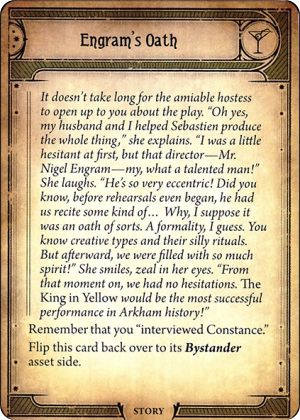 Engram's Oath
It doesn't take long for the amiable hostess
to open up to you about the play. “Oh yes,
my husband and I helped Sebastien produce
the whole thing,” she explains. “I was a little
hesitant at first, but that director—Mr.
Nigel Engram—my, what a talented man!”
She laughs. “He's so very eccentric! Did you
know, before rehearsals even began, he had
us recite some kind of… Why, I suppose it
was an oath of sorts. A formality, I guess. You
know creative types and their silly rituals.
But afterward, we were filled with so much
spirit!” She smiles, zeal in her eyes. “From
that moment on, we had no hesitations. The
King in Yellow would be the most successful
performance in Arkham history!”
Remember that you “interviewed Constance.”
Flip this card back over to its Bystander
asset side.
STORY